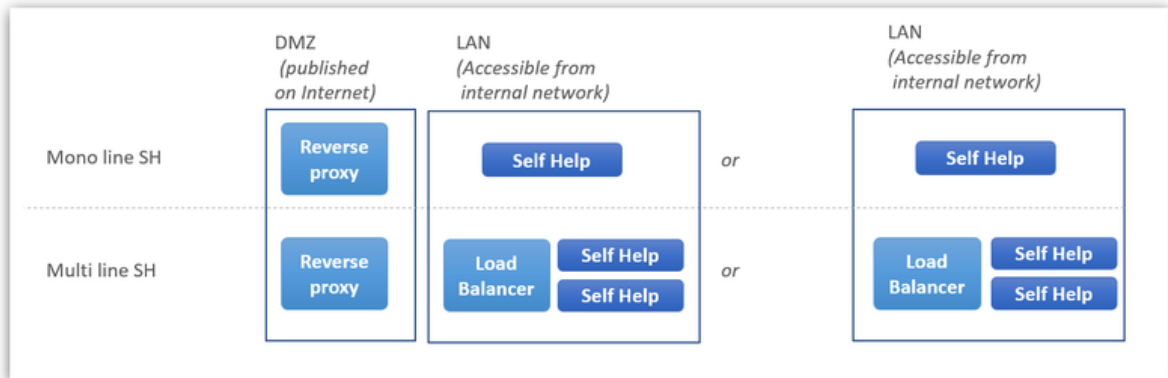 DMZ
(published
on Internet)
LAN
(Accessible from
internal network)
LAN
(Accessible from
internal network)
Mono line SH
Reverse
proxy
Self Help
or
Self Help
Multi line SH
Reverse
proxy
Load
Balancer
Self Help
Self Help
or
Load
Balancer
Self Help
Self Help